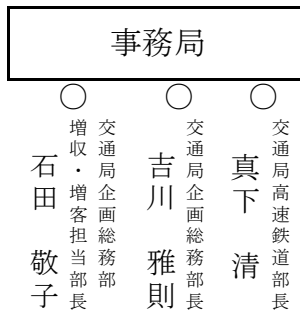 事務局
○
交通局高速鉄道部長
真下 清
○
交通局企画総務部長
吉川 雅則
○
交通局企画総務部
増収・増客担当部長
石田 敬子